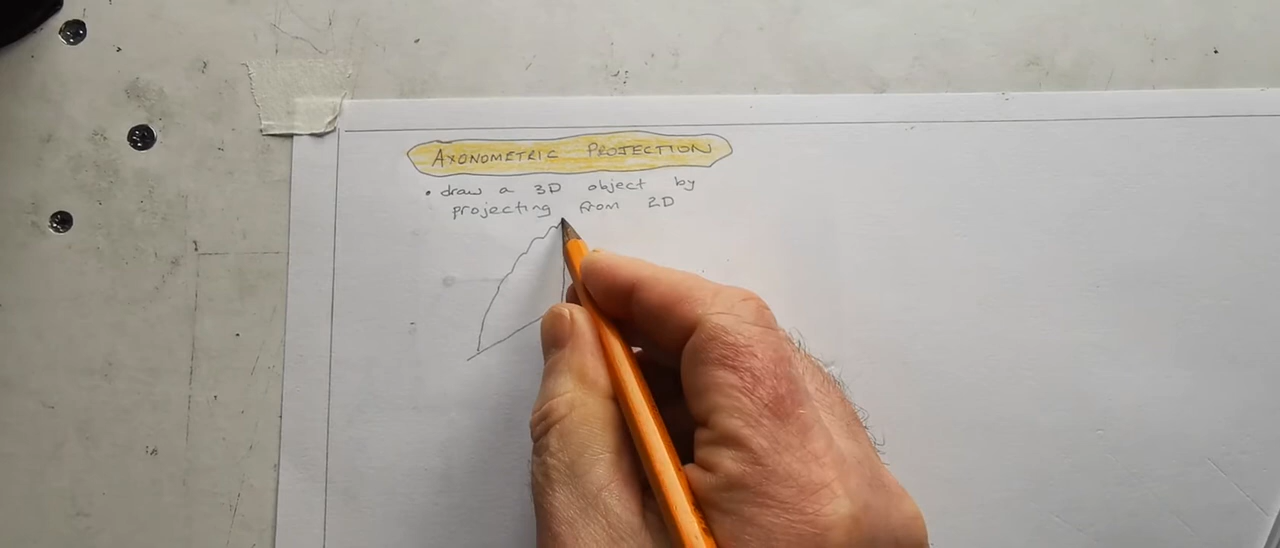 AXONOMETRIC PROJECTION
• draw a 3D object by
projecting from 2D